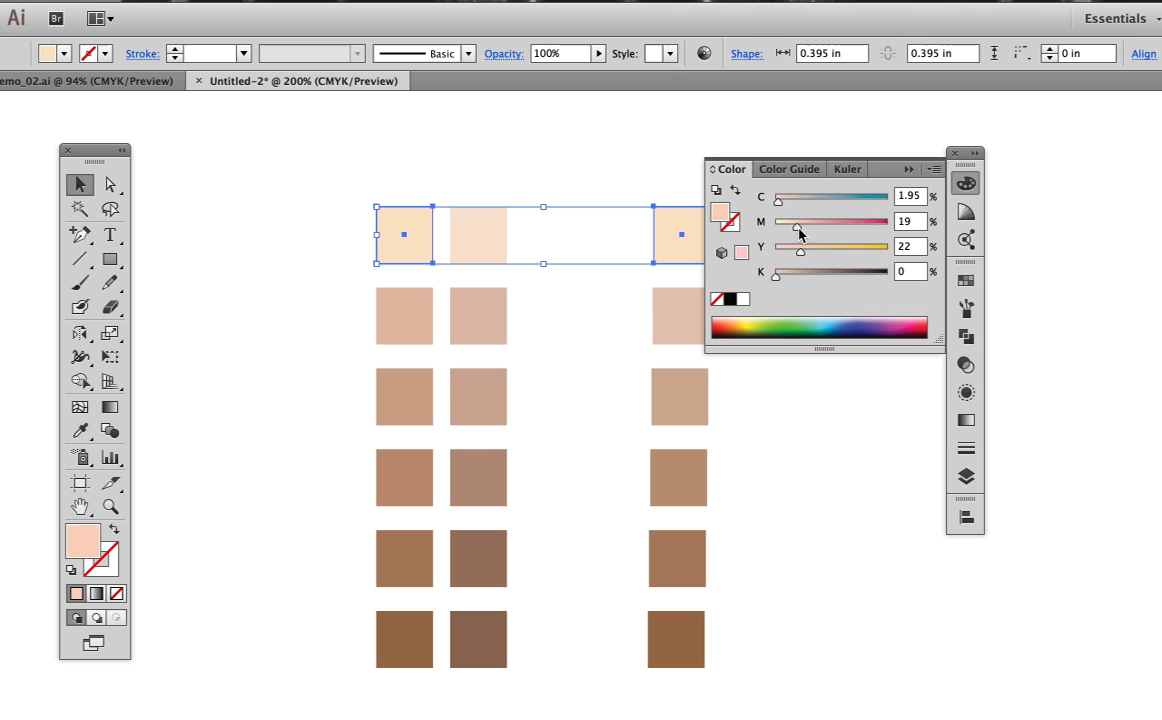 Ai Br Essentials
Stroke: Basic Opacity: 100% Style: Shape: 0.395 in 0.395 in 0 in Align
emo_02.ai @ 94% (CMYK/Preview) × Untitled-2* @ 200% (CMYK/Preview)
Color Color Guide Kuler
C 1.95 %
M 19 %
Y 22 %
K 0 %
T